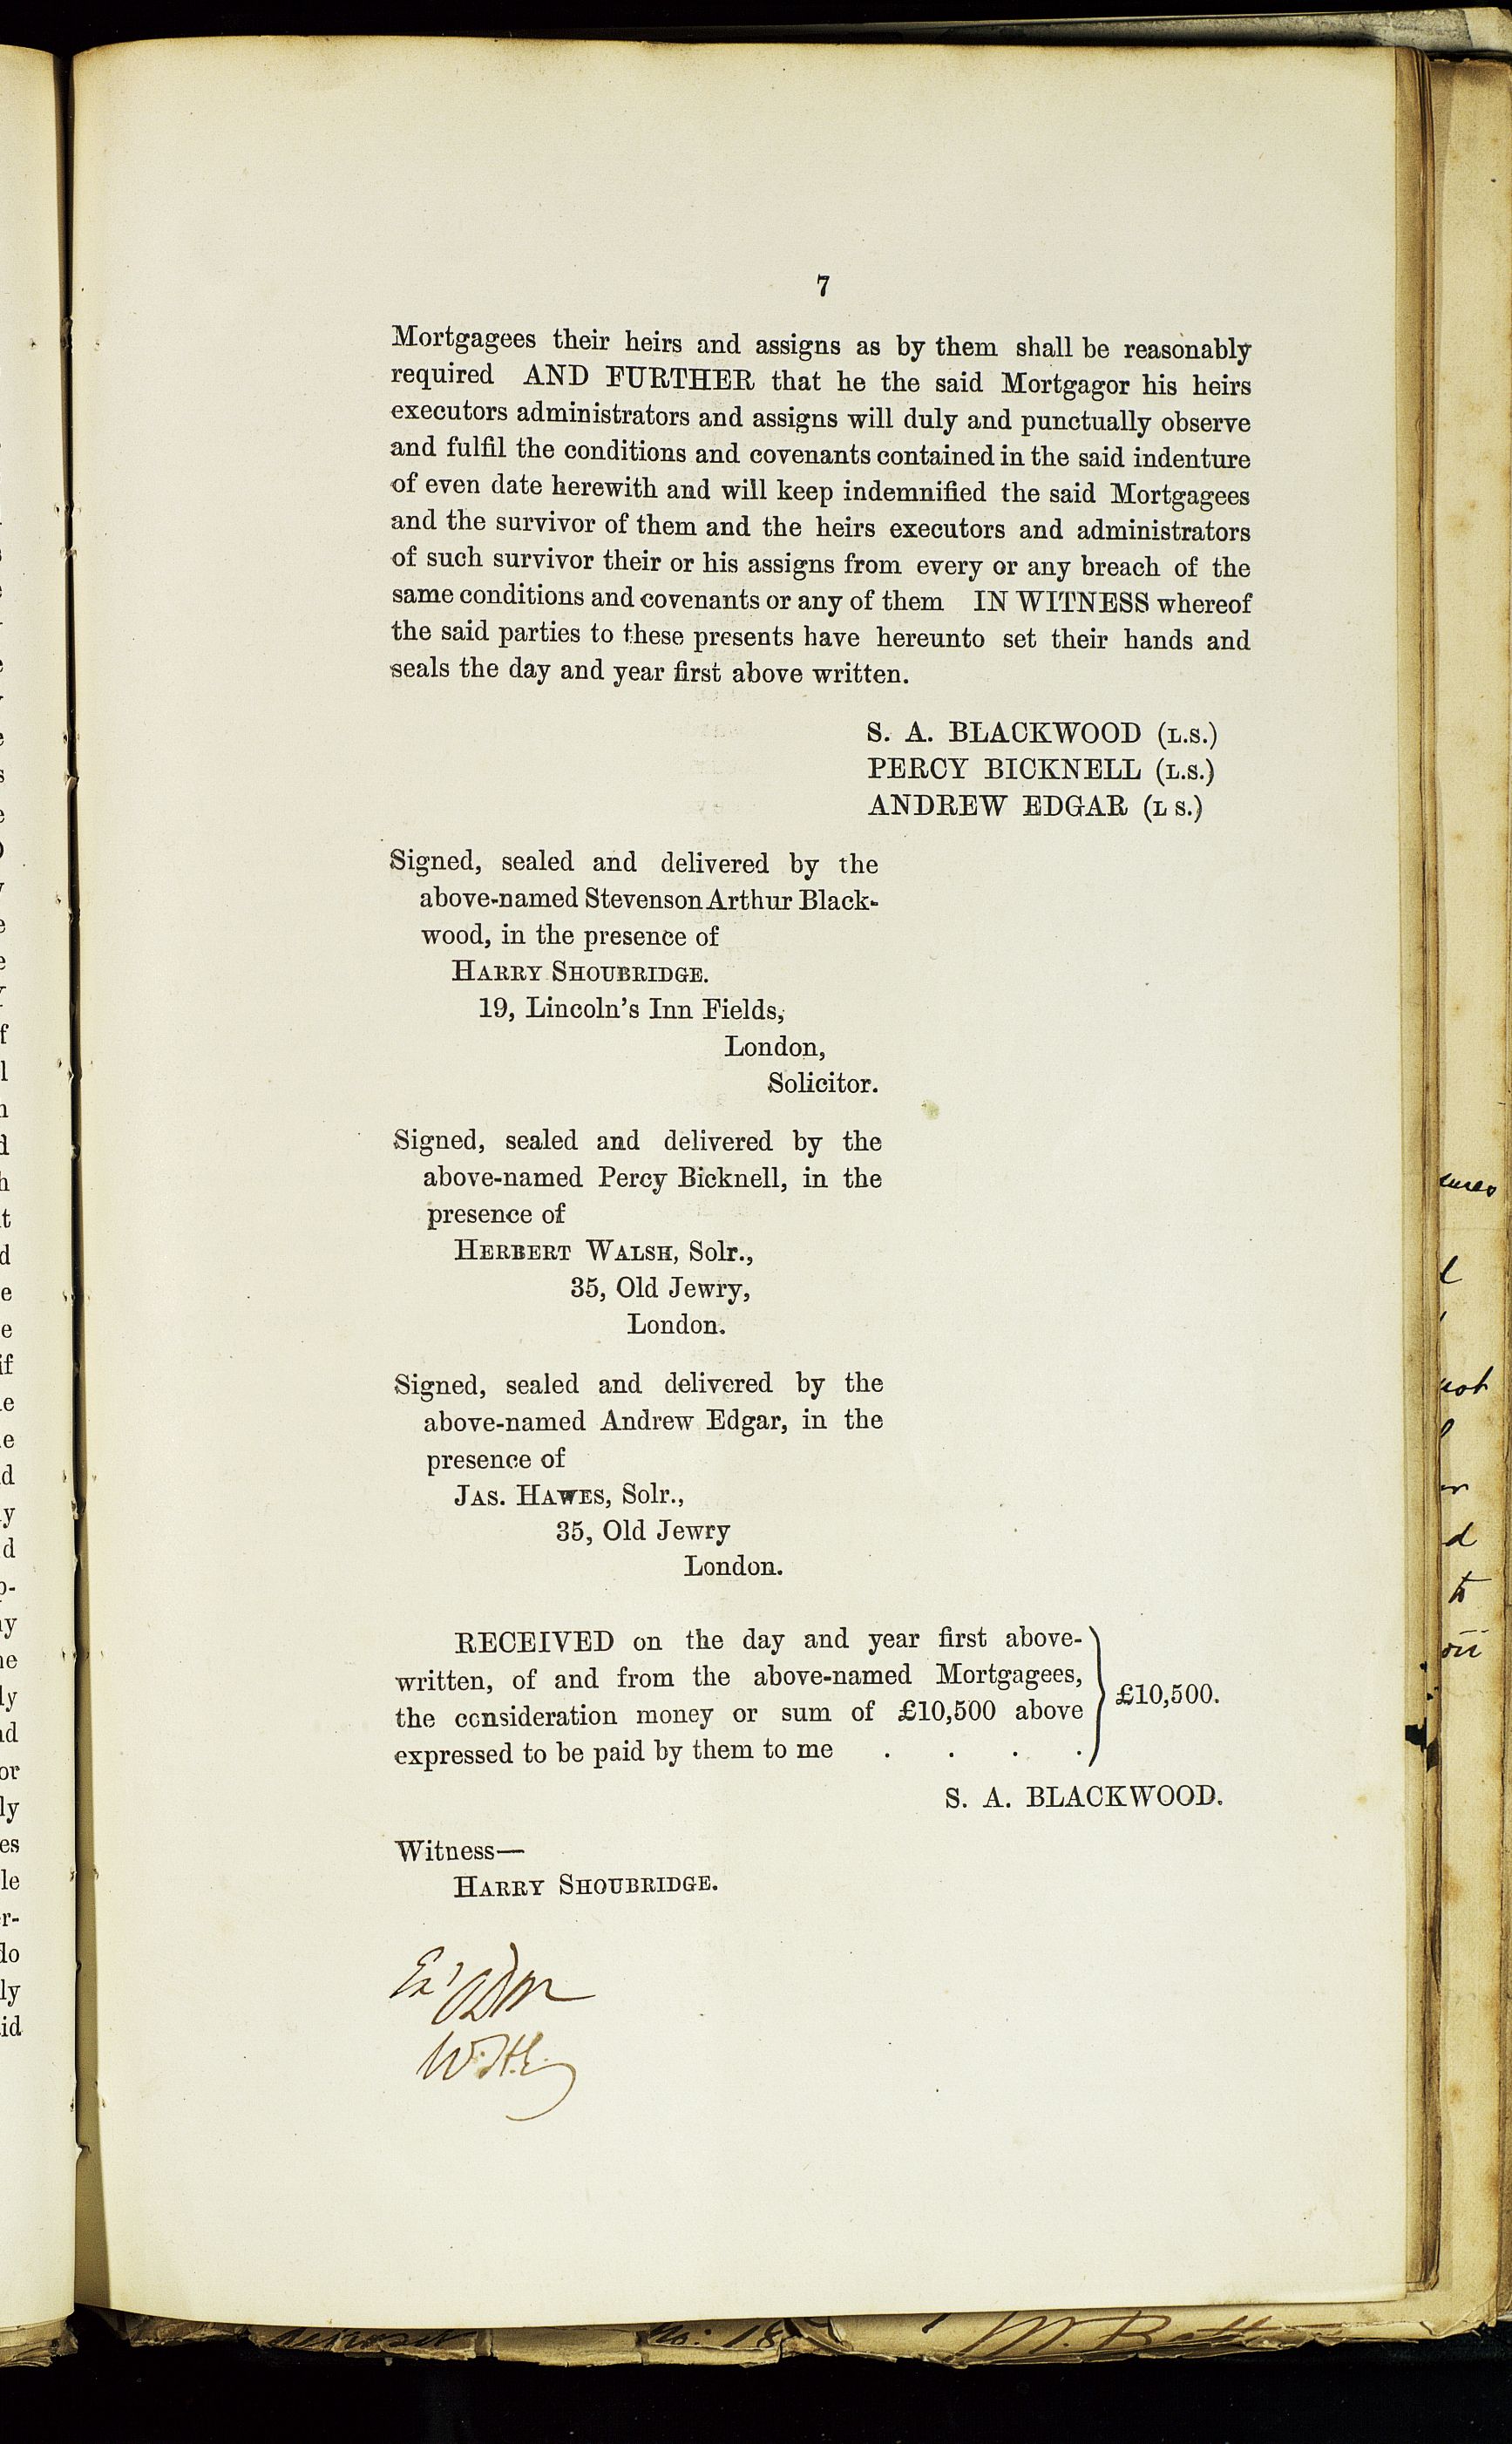 7
Mortgagees their heirs and assigns as by them shall be reasonably
required AND FURTHER that he the said Mortgagor his heirs
executors administrators and assigns will duly and punctually observe
and fulfil the conditions and covenants contained in the said indenture
of even date herewith and will keep indemnified the said Mortgagees
and the survivor of them and the heirs executors and administrators
of such survivor their or his assigns from every or any breach of the
same conditions and covenants or any of them IN WITNESS whereof
the said parties to these presents have hereunto set their hands and
seals the day and year first above written.
S. A. BLACKWOOD (L.S.)
PERCY BICKNELL (L.S.)
ANDREW EDGAR (L S.)
Signed, sealed and delivered by the
above-named Stevenson Arthur Black-
wood, in the presence of
HARRY SHOUBRIDGE.
19, Lincoln's Inn Fields,
London,
Solicitor.
Signed, sealed and delivered by the
above-named Percy Bicknell, in the
presence of
HERBERT WALSH, Solr.,
35, Old Jewry,
London.
Signed, sealed and delivered by the
above-named Andrew Edgar, in the
presence of
JAS. HAWES, Solr.,
35, Old Jewry
London.
RECEIVED on the day and year first above-
written, of and from the above-named Mortgagees,
the consideration money or sum of £10,500 above
expressed to be paid by them to me . . . .
£10,500.
S. A. BLACKWOOD.
Witness—
HARRY SHOUBRIDGE.